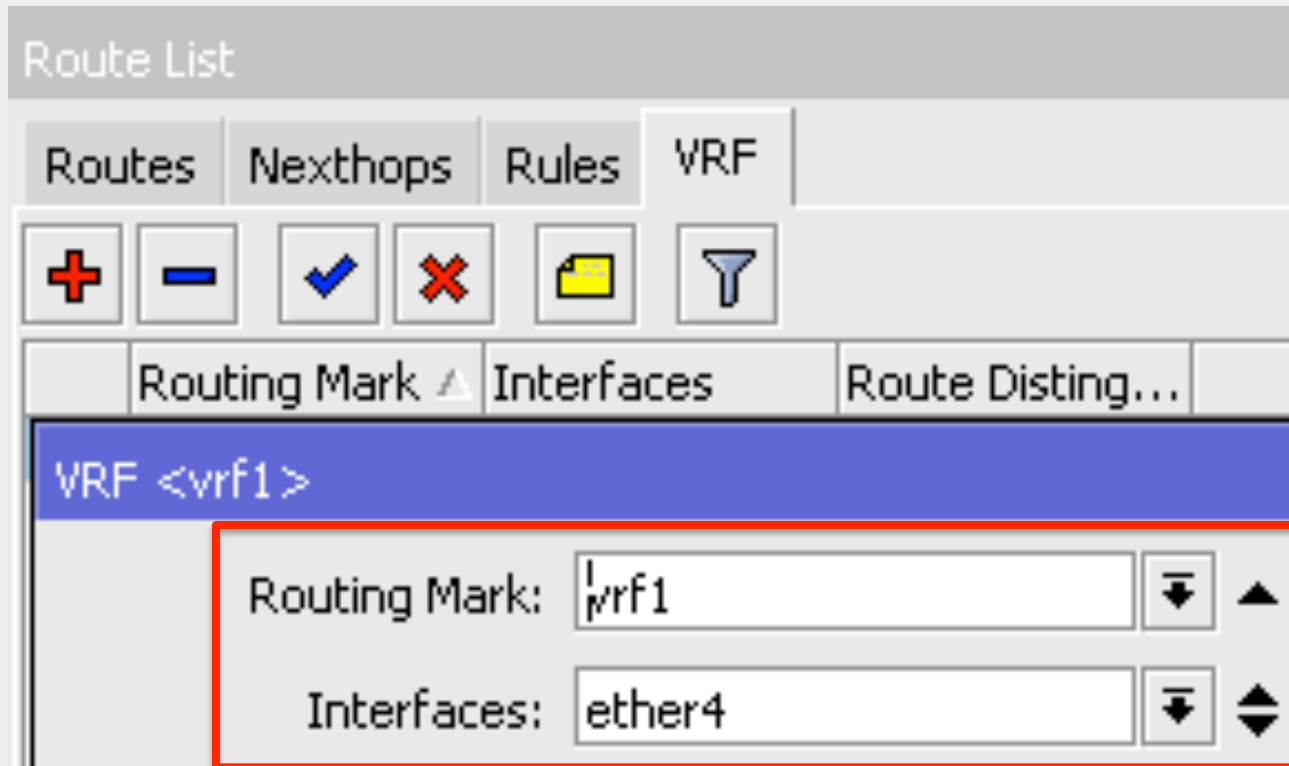 Route List
Routes Nexthops Rules VRF
Routing Mark Interfaces Route Disting...
VRF <vrf1>
Routing Mark: vrf1
Interfaces: ether4